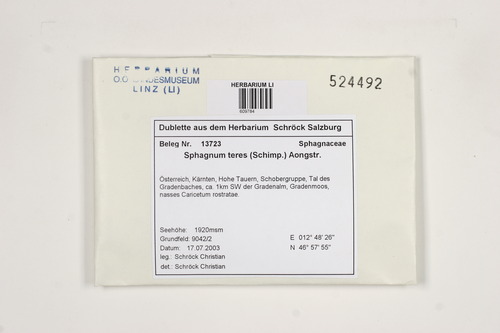 HERBARIUM
O.Ö. LANDESMUSEUM
LINZ (LI)
HERBARIUM LI
609784
524492
Dublette aus dem Herbarium Schröck Salzburg
Beleg Nr. 13723 Sphagnaceae
Sphagnum teres (Schimp.) Aongstr.
Österreich, Kärnten, Hohe Tauern, Schobergruppe, Tal des
Gradenbaches, ca. 1km SW der Gradenalm, Gradenmoos,
nasses Caricetum rostratae.
Seehöhe: 1920msm
Grundfeld: 9042/2 E 012° 48' 26"
Datum: 17.07.2003 N 46° 57' 55"
leg.: Schröck Christian
det.: Schröck Christian